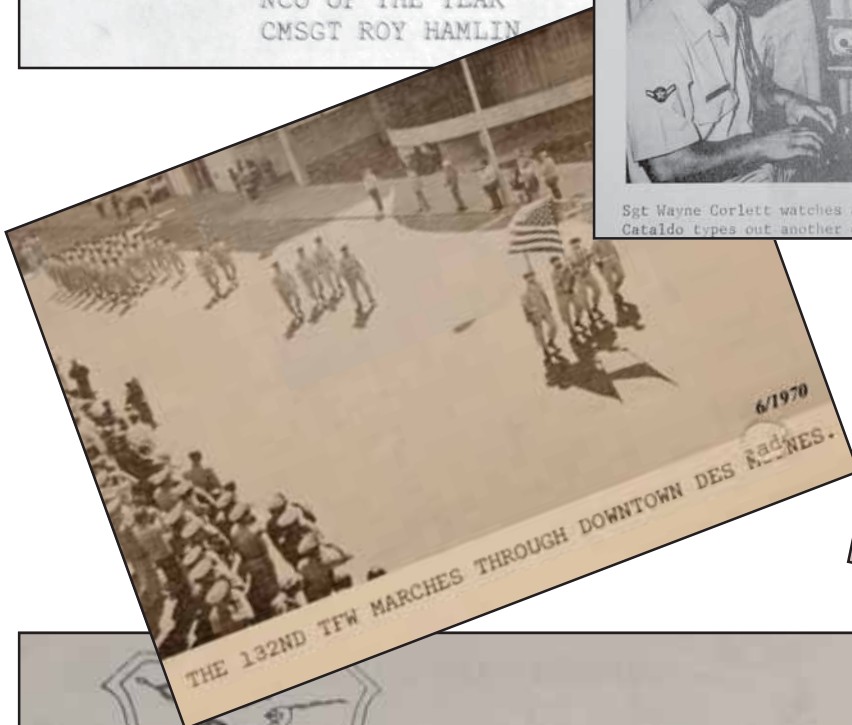 NCO OF THE YEAR
CMSGT ROY HAMLIN
Sgt Wayne Corlett watches
Cataldo types out another
6/1970
THE 132ND TFW MARCHES THROUGH DOWNTOWN DES MOINES.